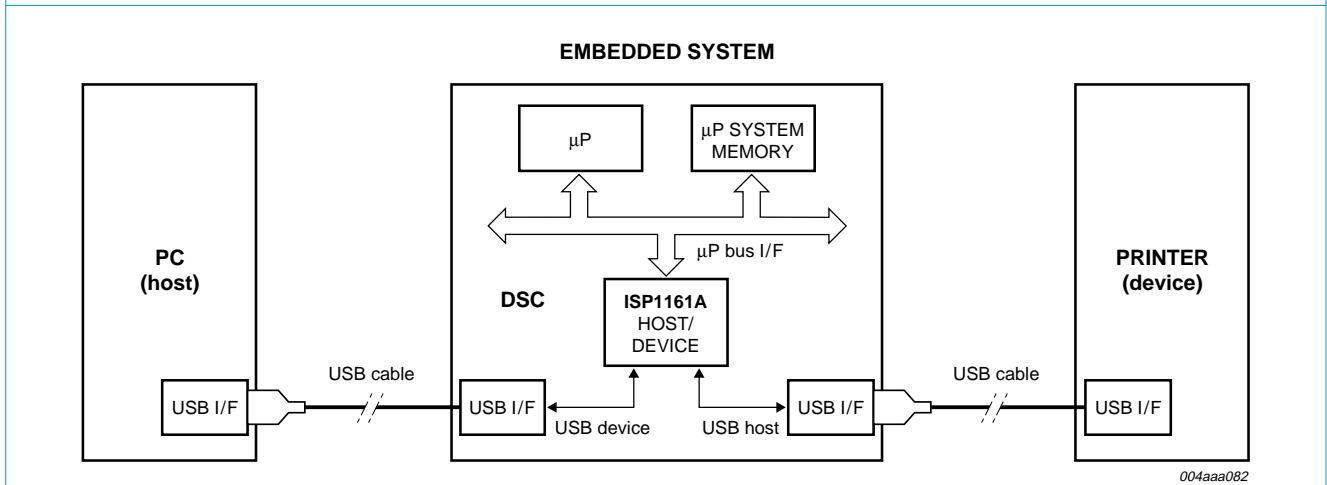 EMBEDDED SYSTEM
μP
μP SYSTEM
MEMORY
μP bus I/F
PC
(host)
DSC
ISP1161A
HOST/
DEVICE
PRINTER
(device)
USB cable
USB cable
USB I/F
USB I/F
USB device
USB host
USB I/F
USB I/F
004aaa082